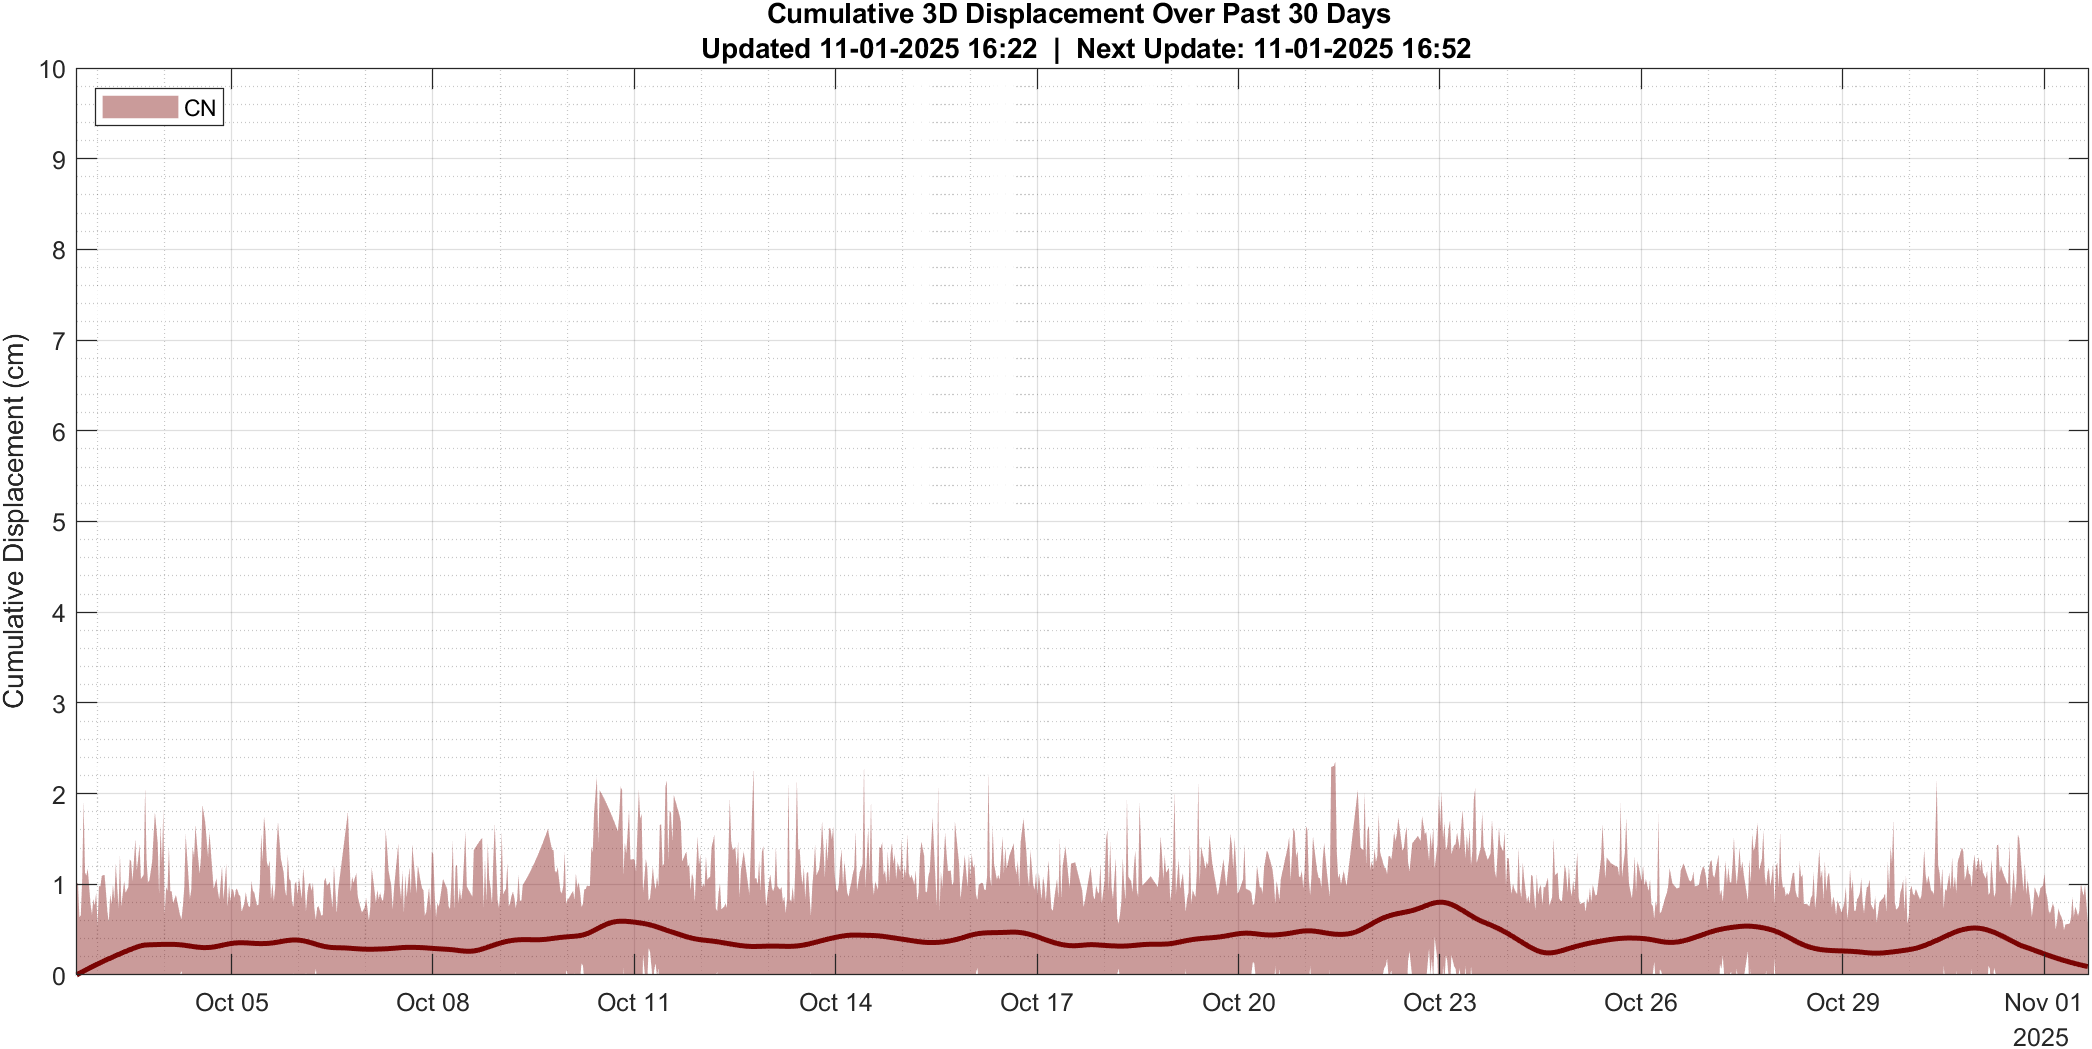 Cumulative 3D Displacement Over Past 30 Days
Updated 11-01-2025 16:22 | Next Update: 11-01-2025 16:52
CN
Cumulative Displacement (cm)
10
9
8
7
6
5
4
3
2
1
0
Oct 05 Oct 08 Oct 11 Oct 14 Oct 17 Oct 20 Oct 23 Oct 26 Oct 29 Nov 01
2025